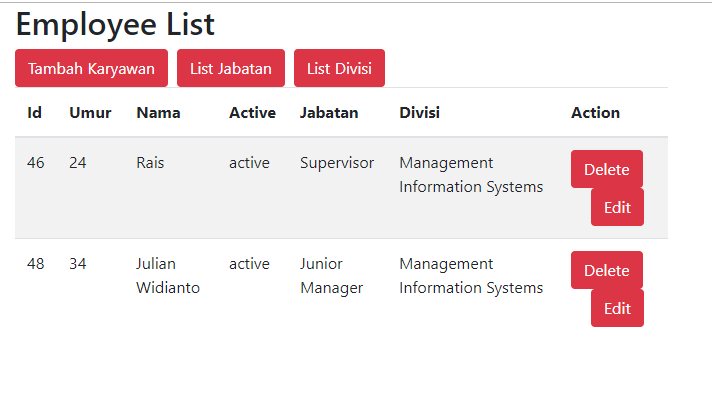 Employee List
Tambah Karyawan List Jabatan List Divisi
Id Umur Nama Active Jabatan Divisi Action
46 24 Rais active Supervisor Management Delete
Information Systems
Edit
48 34 Julian active Junior Management Delete
Widianto Manager Information Systems
Edit